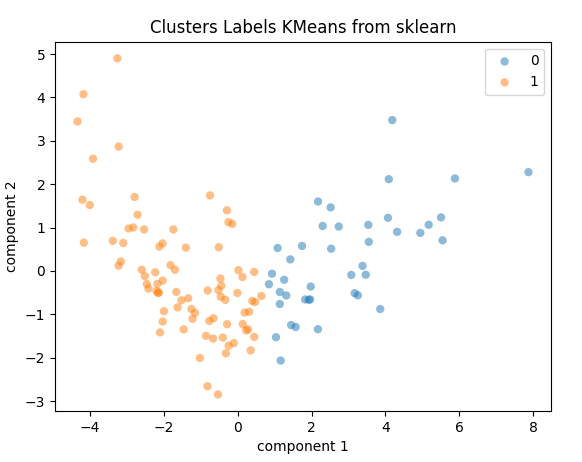 Clusters Labels KMeans from sklearn
0
1
5
4
3
2
1
0
−1
−2
−3
component 2
−4 −2 0 2 4 6 8
component 1